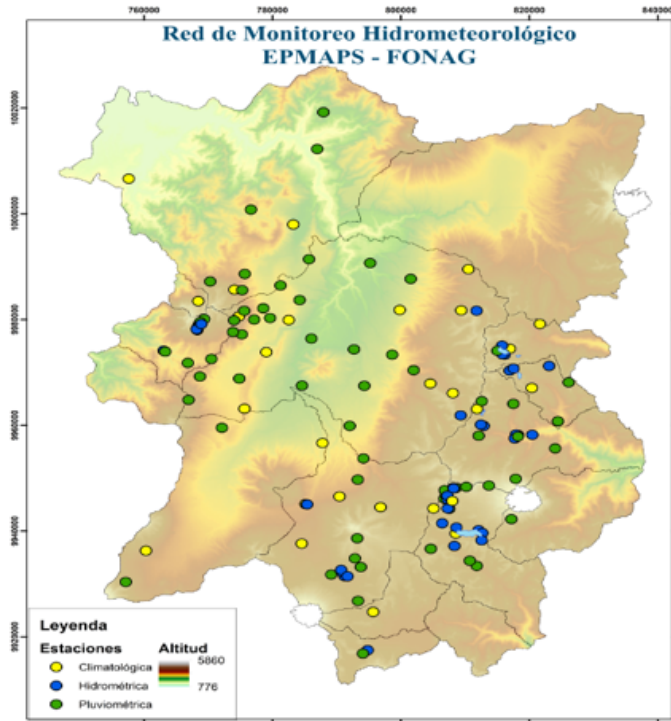 760000 780000 800000 820000 840000
Red de Monitoreo Hidrometeorológico
EPMAPS - FONAG
10020000
10000000
9980000
9960000
9940000
9920000
Leyenda
Estaciones Altitud
Climatológica
Hidrométrica
Pluviométrica
5860
776